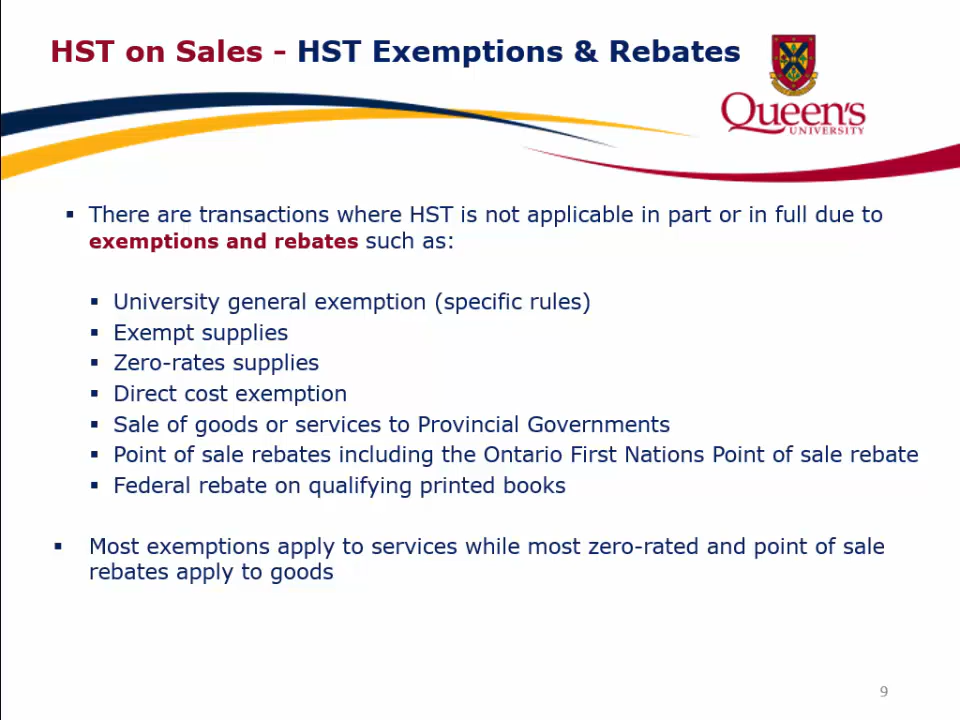 HST on Sales - HST Exemptions & Rebates
Queen's
UNIVERSITY
▪ There are transactions where HST is not applicable in part or in full due to
exemptions and rebates such as:
▪ University general exemption (specific rules)
▪ Exempt supplies
▪ Zero-rates supplies
▪ Direct cost exemption
▪ Sale of goods or services to Provincial Governments
▪ Point of sale rebates including the Ontario First Nations Point of sale rebate
▪ Federal rebate on qualifying printed books
▪ Most exemptions apply to services while most zero-rated and point of sale
rebates apply to goods
9